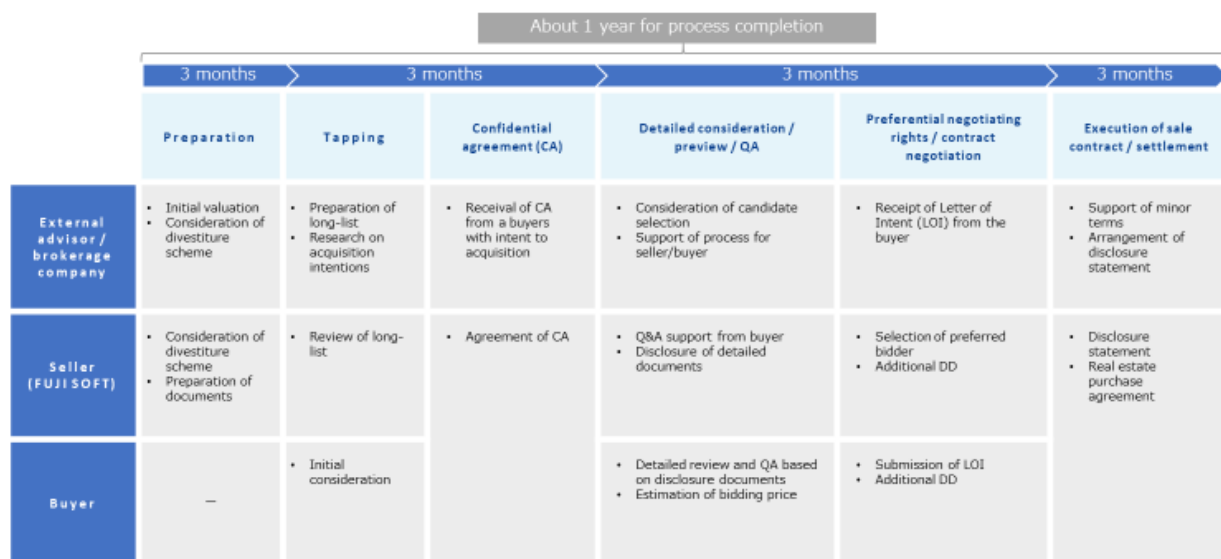 About 1 year for process completion
3 months
3 months
3 months
3 months
Preparation
Tapping
Confidential
agreement (CA)
Detailed consideration /
preview / QA
Preferential negotiating
rights / contract
negotiation
Execution of sale
contract / settlement
External
advisor /
brokerage
company
• Initial valuation
• Consideration of
divestiture
scheme
• Preparation of
long-list
• Research on
acquisition
intentions
• Receival of CA
from a buyers
with intent to
acquisition
• Consideration of candidate
selection
• Support of process for
seller/buyer
• Receipt of Letter of
Intent (LOI) from the
buyer
• Support of minor
terms
• Arrangement of
disclosure
statement
Seller
(FUJI SOFT)
• Consideration of
divestiture
scheme
• Preparation of
documents
• Review of long-
list
• Agreement of CA
• Q&A support from buyer
• Disclosure of detailed
documents
• Selection of preferred
bidder
• Additional DD
• Disclosure
statement
• Real estate
purchase
agreement
Buyer
—
• Initial
consideration
• Detailed review and QA based
on disclosure documents
• Estimation of bidding price
• Submission of LOI
• Additional DD